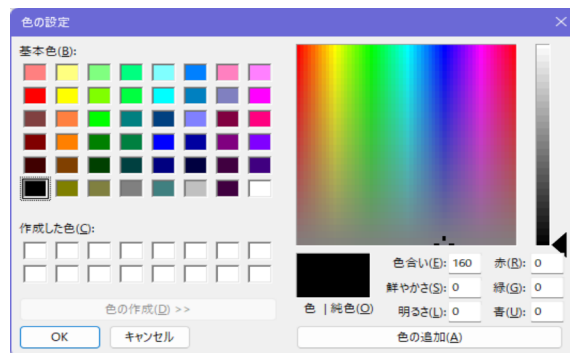 色の設定
基本色(B):
作成した色(C):
色の作成(D) >>
OK
キャンセル
色 | 純色(O)
色合い(E): 160
鮮やかさ(S): 0
明るさ(L): 0
赤(R): 0
緑(G): 0
青(U): 0
色の追加(A)